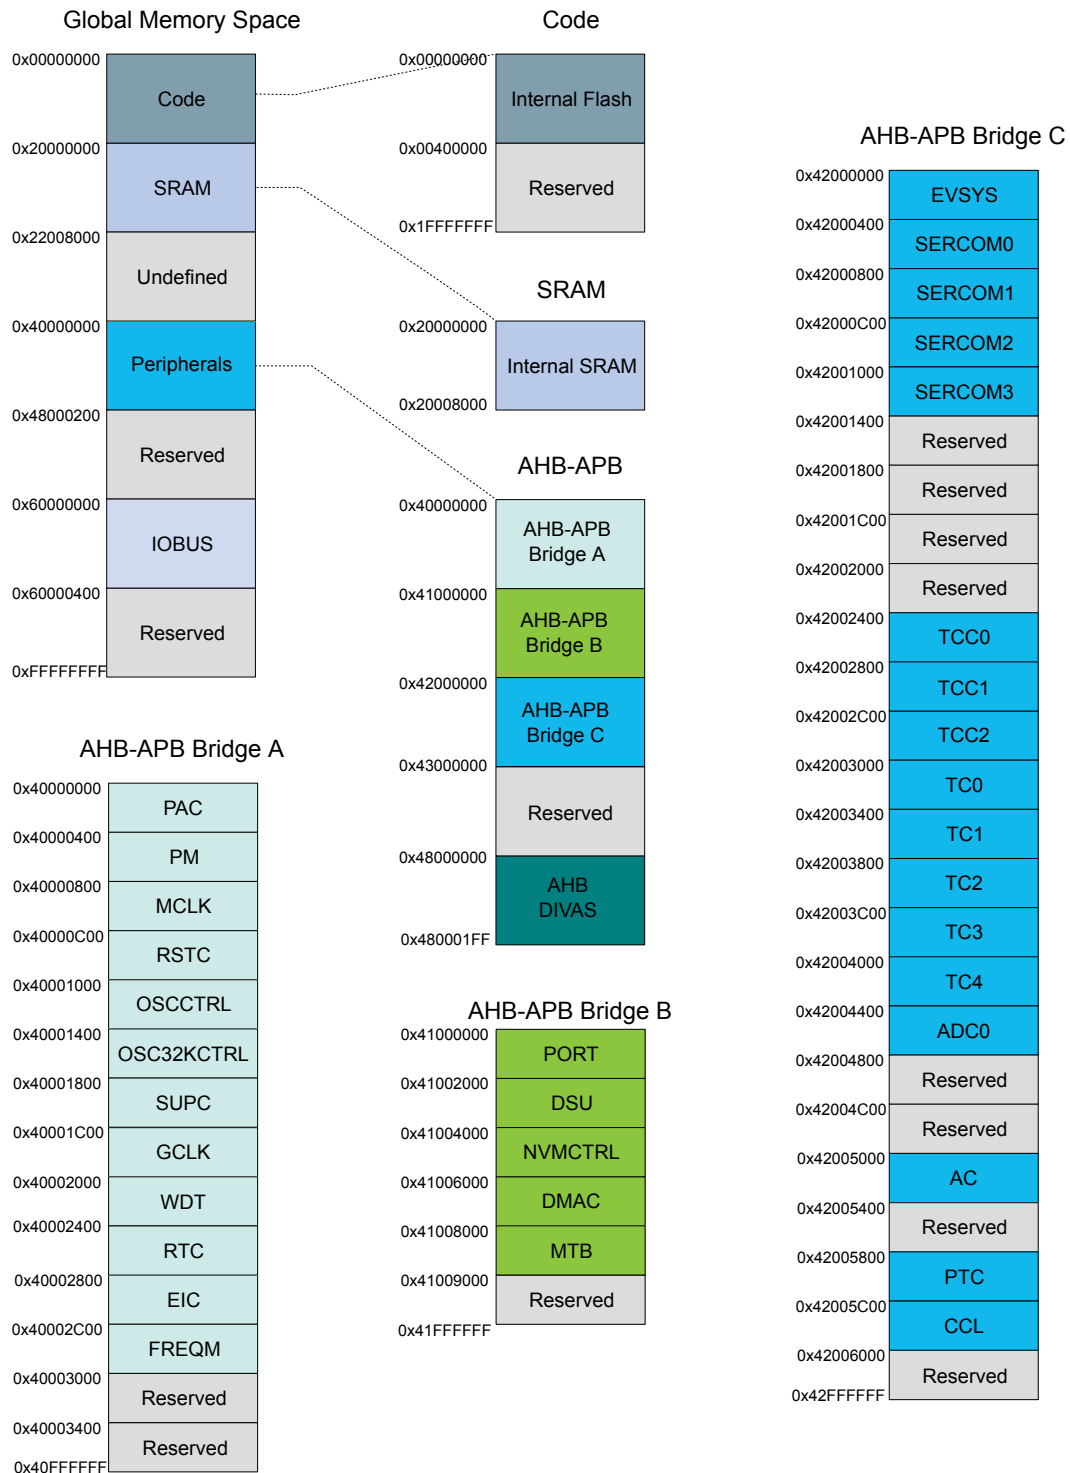 Global Memory Space
0x00000000
Code
0x20000000
SRAM
0x22008000
Undefined
0x40000000
Peripherals
0x48000200
Reserved
0x60000000
IOBUS
0x60000400
Reserved
0xFFFFFFFF
Code
0x00000000
Internal Flash
0x00400000
Reserved
0x1FFFFFFF
SRAM
0x20000000
Internal SRAM
0x20008000
AHB-APB
0x40000000
AHB-APB
Bridge A
0x41000000
AHB-APB
Bridge B
0x42000000
AHB-APB
Bridge C
0x43000000
Reserved
0x48000000
AHB
DIVAS
0x480001FF
AHB-APB Bridge A
0x40000000
PAC
0x40000400
PM
0x40000800
MCLK
0x40000C00
RSTC
0x40001000
OSCCTRL
0x40001400
OSC32KCTRL
0x40001800
SUPC
0x40001C00
GCLK
0x40002000
WDT
0x40002400
RTC
0x40002800
EIC
0x40002C00
FREQM
0x40003000
Reserved
0x40003400
Reserved
0x40FFFFFF
AHB-APB Bridge B
0x41000000
PORT
0x41002000
DSU
0x41004000
NVMCTRL
0x41006000
DMAC
0x41008000
MTB
0x41009000
Reserved
0x41FFFFFF
AHB-APB Bridge C
0x42000000
EVSYS
0x42000400
SERCOM0
0x42000800
SERCOM1
0x42000C00
SERCOM2
0x42001000
SERCOM3
0x42001400
Reserved
0x42001800
Reserved
0x42001C00
Reserved
0x42002000
Reserved
0x42002400
TCC0
0x42002800
TCC1
0x42002C00
TCC2
0x42003000
TC0
0x42003400
TC1
0x42003800
TC2
0x42003C00
TC3
0x42004000
TC4
0x42004400
ADC0
0x42004800
Reserved
0x42004C00
Reserved
0x42005000
AC
0x42005400
Reserved
0x42005800
PTC
0x42005C00
CCL
0x42006000
Reserved
0x42FFFFFF